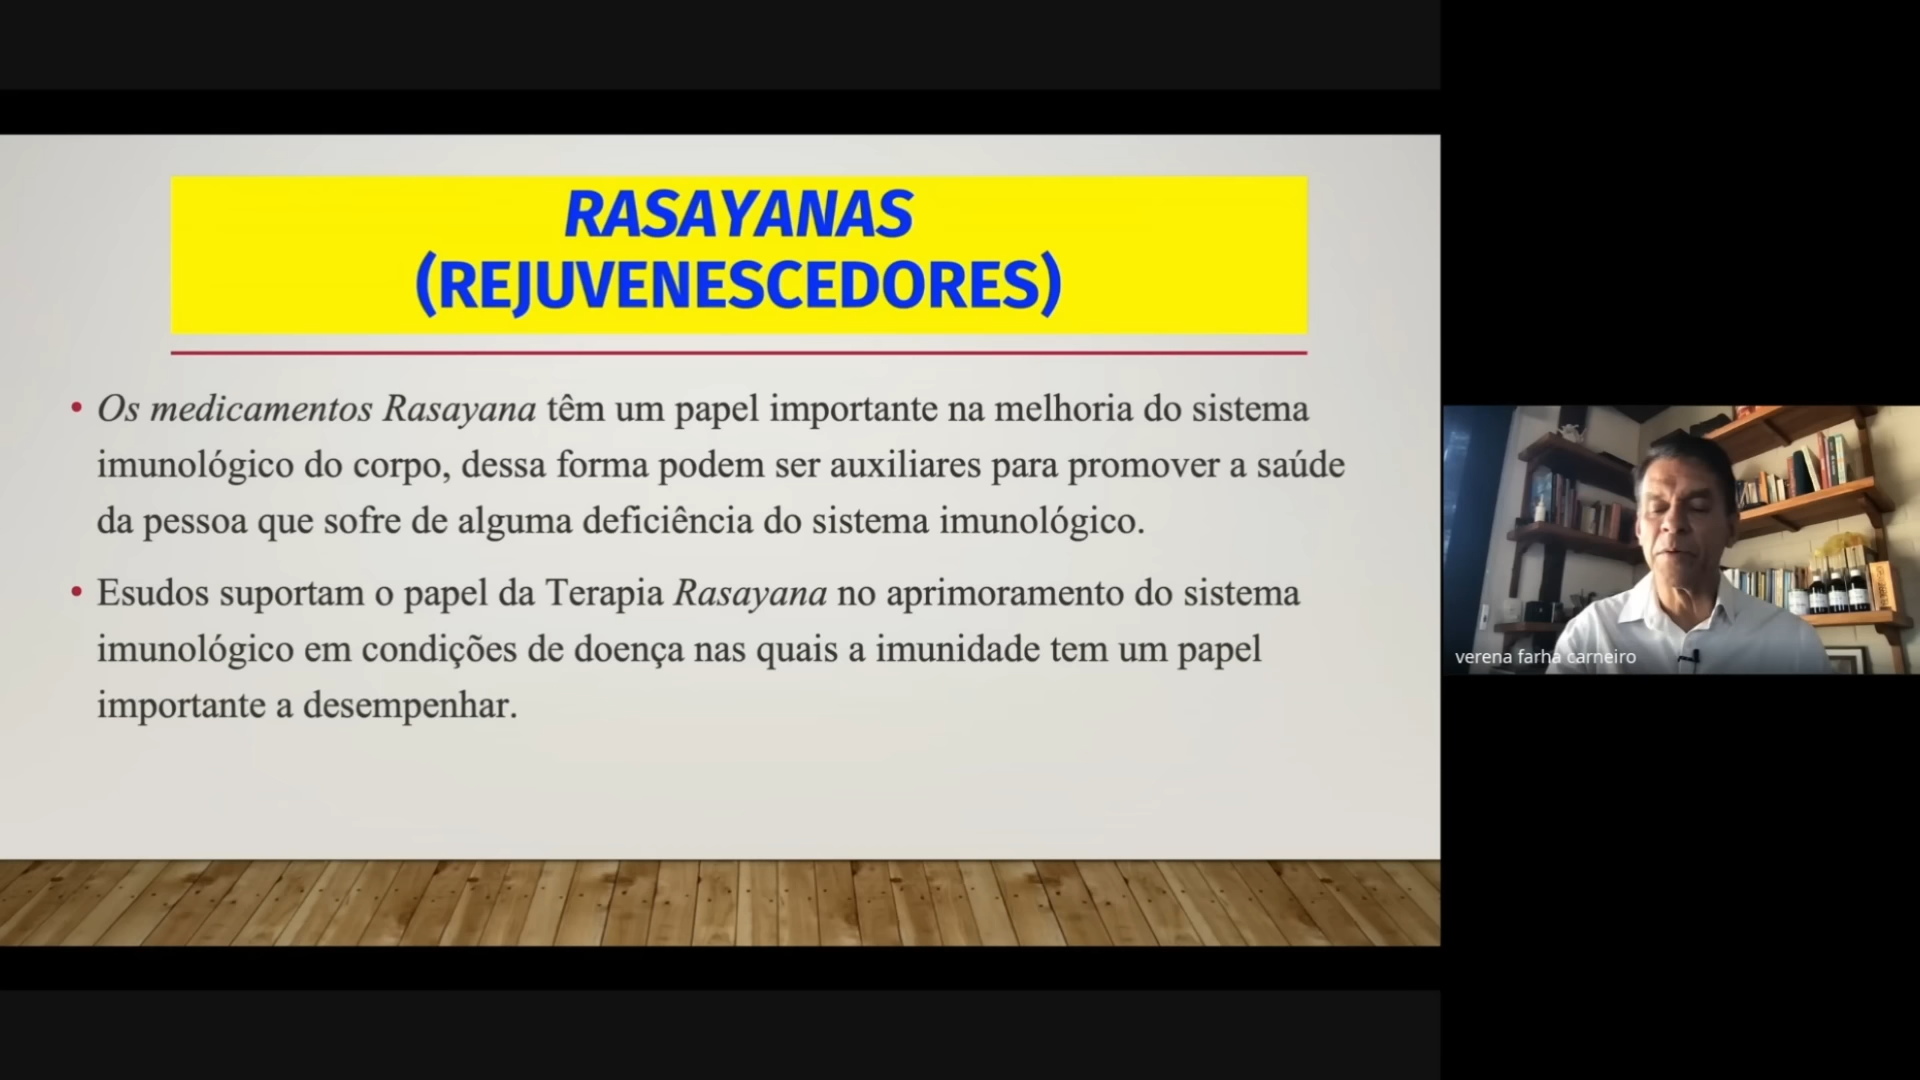 RASAYANAS
(REJUVENESCEDORES)
• Os medicamentos Rasayana têm um papel importante na melhoria do sistema
imunológico do corpo, dessa forma podem ser auxiliares para promover a saúde
da pessoa que sofre de alguma deficiência do sistema imunológico.
• Esudos suportam o papel da Terapia Rasayana no aprimoramento do sistema
imunológico em condições de doença nas quais a imunidade tem um papel
importante a desempenhar.
verena farha carneiro